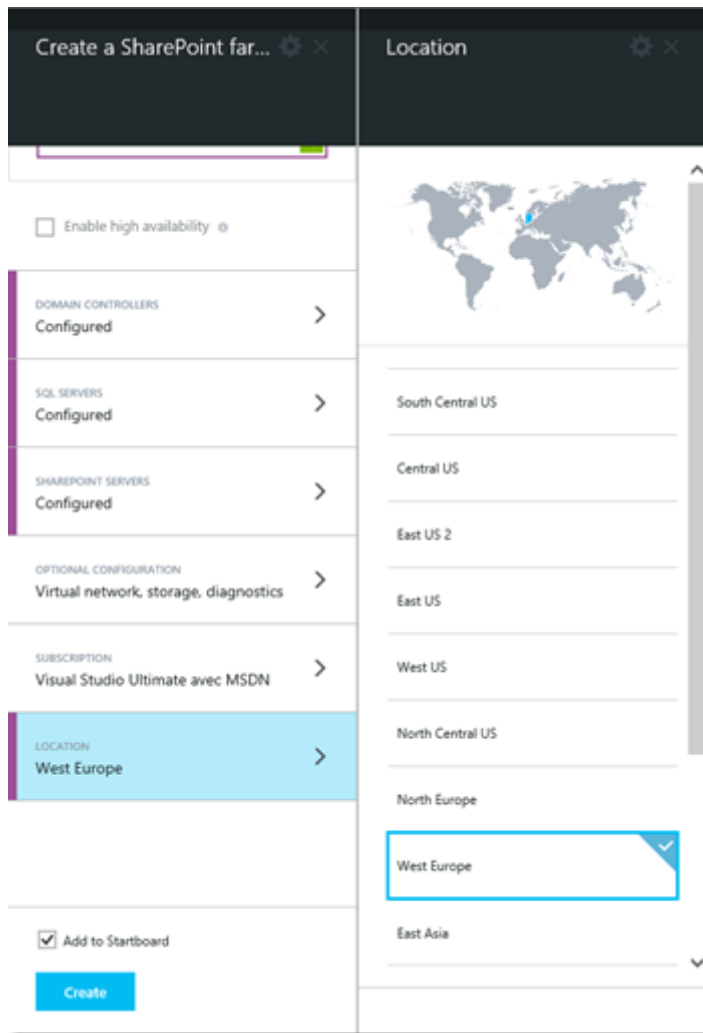 Create a SharePoint far...
Enable high availability
DOMAIN CONTROLLERS
Configured
SQL SERVERS
Configured
SHAREPOINT SERVERS
Configured
OPTIONAL CONFIGURATION
Virtual network, storage, diagnostics
SUBSCRIPTION
Visual Studio Ultimate avec MSDN
LOCATION
West Europe
Add to Startboard
Create
Location
South Central US
Central US
East US 2
East US
West US
North Central US
North Europe
West Europe
East Asia